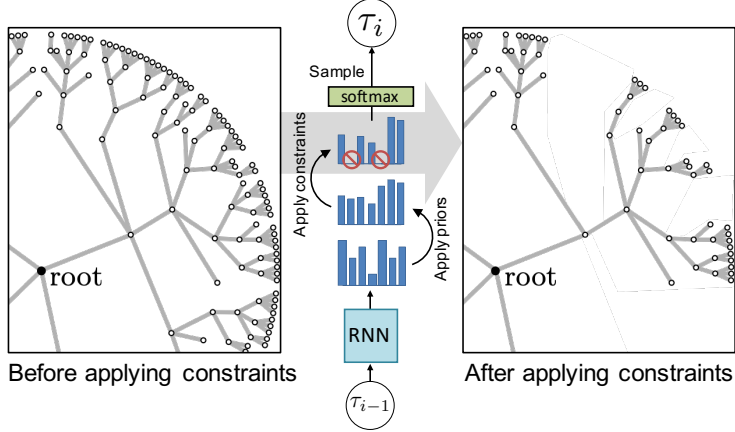 τᵢ
Sample
softmax
Apply constraints
Apply priors
root
root
RNN
Before applying constraints
After applying constraints
τᵢ₋₁